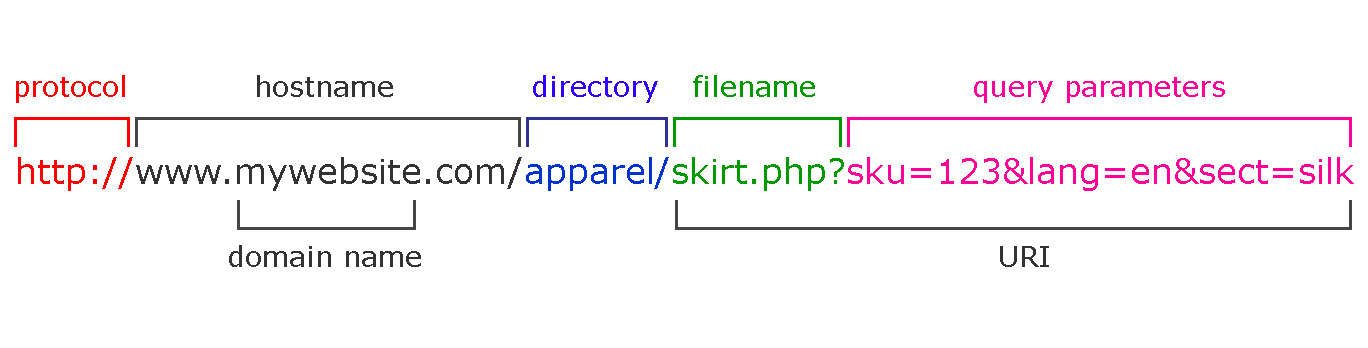 protocol hostname directory filename query parameters
http://www.mywebsite.com/apparel/skirt.php?sku=123&lang=en&sect=silk
domain name URI